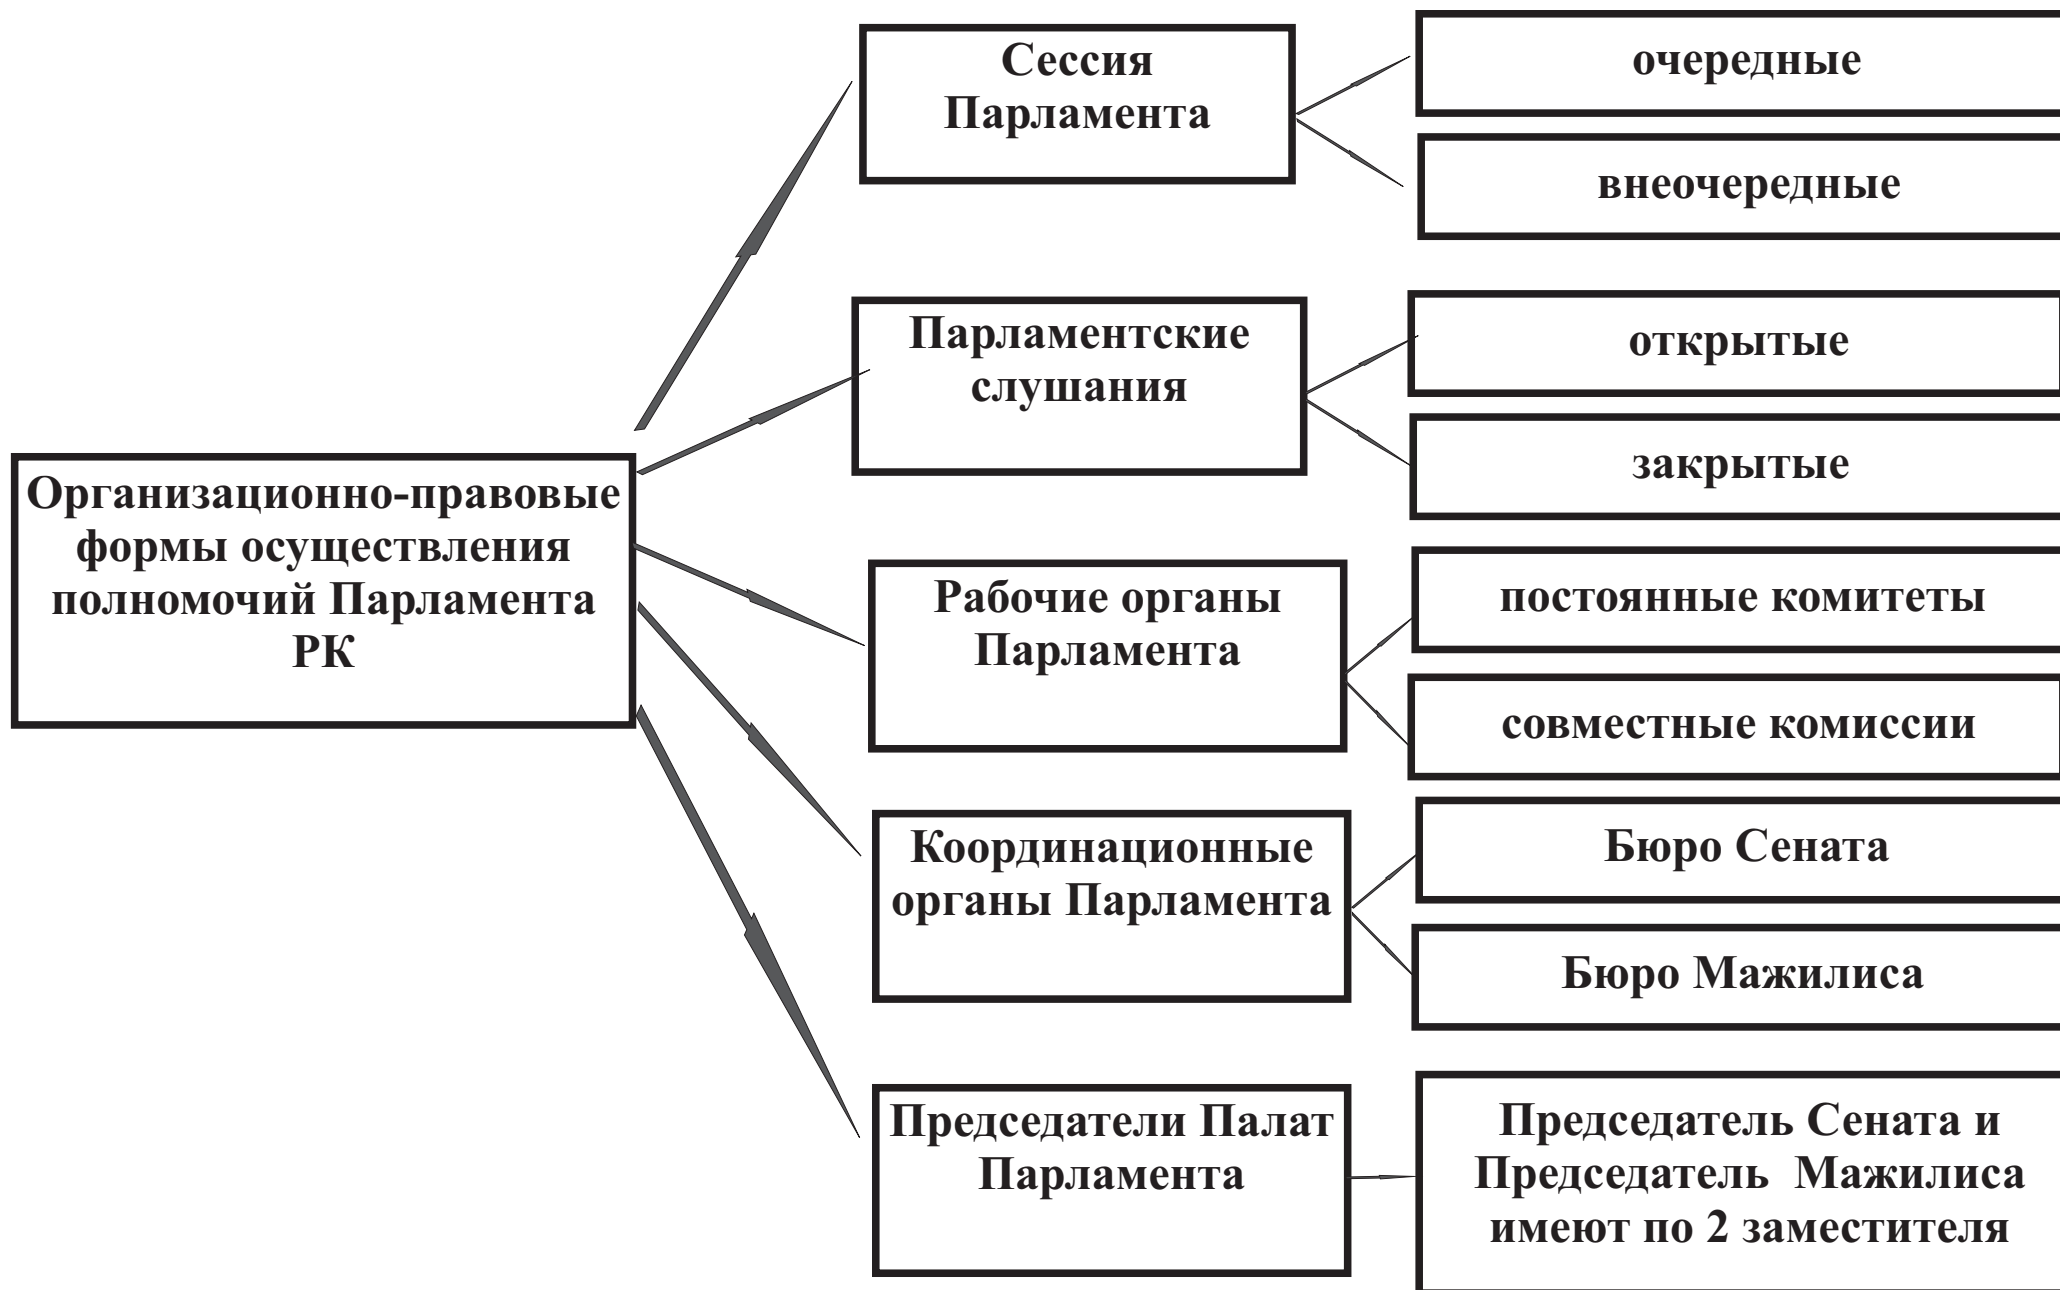 Сессия
Парламента
очередные
внеочередные
Парламентские
слушания
открытые
закрытые
Организационно-правовые
формы осуществления
полномочий Парламента
РК
Рабочие органы
Парламента
постоянные комитеты
совместные комиссии
Координационные
органы Парламента
Бюро Сената
Бюро Мажилиса
Председатели Палат
Парламента
Председатель Сената и
Председатель Мажилиса
имеют по 2 заместителя